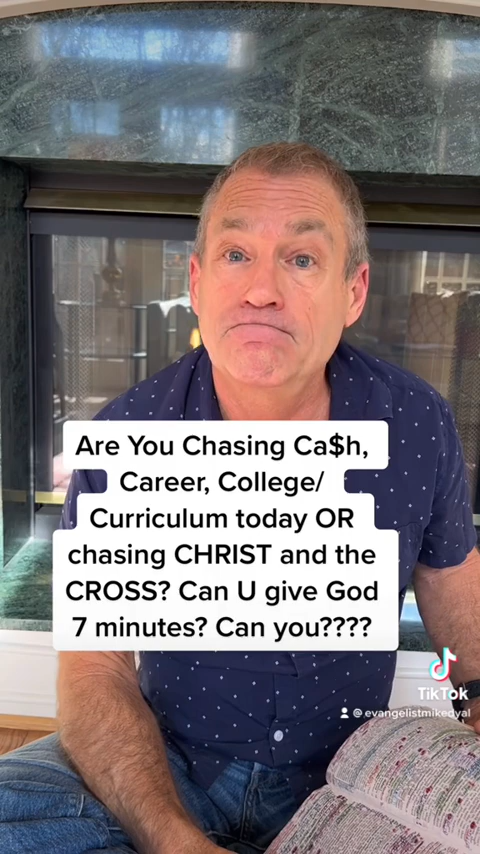 Are You Chasing Ca$h,
Career, College/
Curriculum today OR
chasing CHRIST and the
CROSS? Can U give God
7 minutes? Can you????
TikTok
@evangelistmikedyal